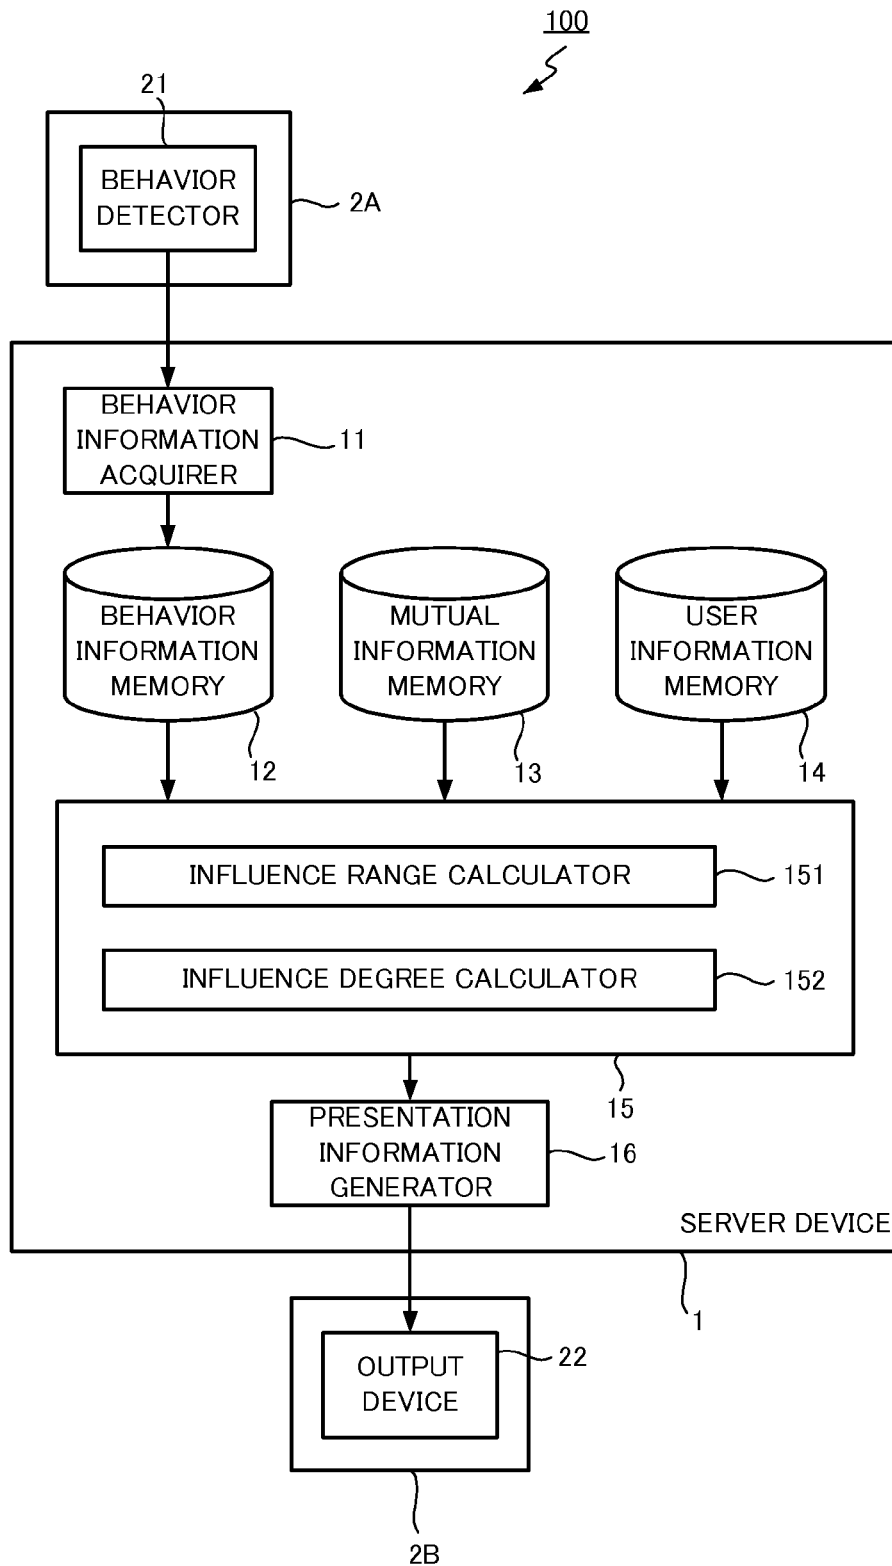 100
21
BEHAVIOR
DETECTOR
2A
BEHAVIOR
INFORMATION
ACQUIRER
11
BEHAVIOR
INFORMATION
MEMORY
12
MUTUAL
INFORMATION
MEMORY
13
USER
INFORMATION
MEMORY
14
INFLUENCE RANGE CALCULATOR
151
INFLUENCE DEGREE CALCULATOR
152
15
PRESENTATION
INFORMATION
GENERATOR
16
SERVER DEVICE
1
OUTPUT
DEVICE
22
2B